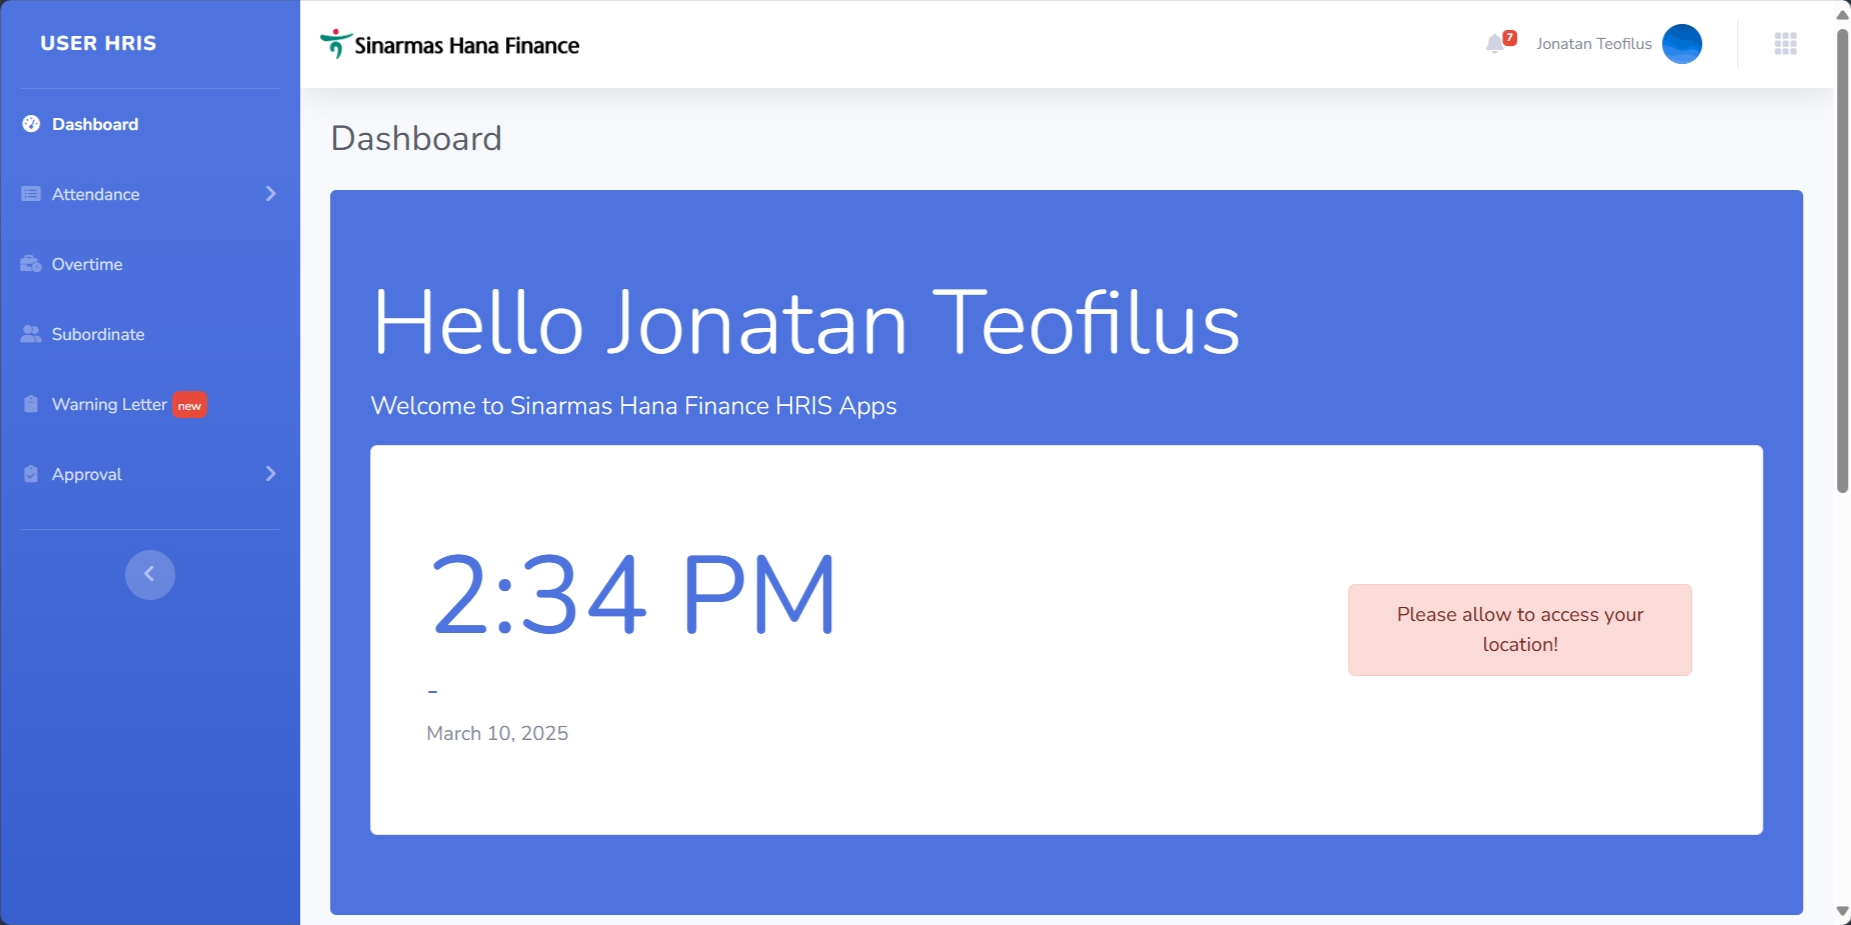 USER HRIS
Dashboard
Attendance
Overtime
Subordinate
Warning Letter new
Approval
Sinarmas Hana Finance
7
Jonatan Teofilus
Dashboard
Hello Jonatan Teofilus
Welcome to Sinarmas Hana Finance HRIS Apps
2:34 PM
-
March 10, 2025
Please allow to access your
location!